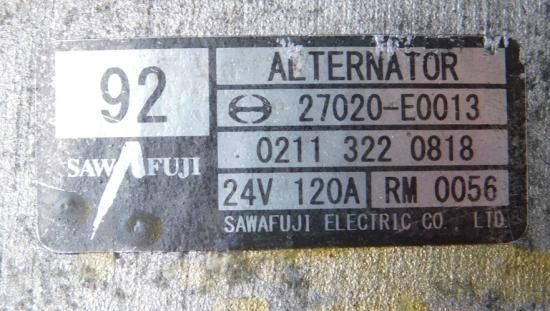 92
SAWAFUJI
ALTERNATOR
27020-E0013
0211 322 0818
24V 120A RM 0056
SAWAFUJI ELECTRIC CO., LTD